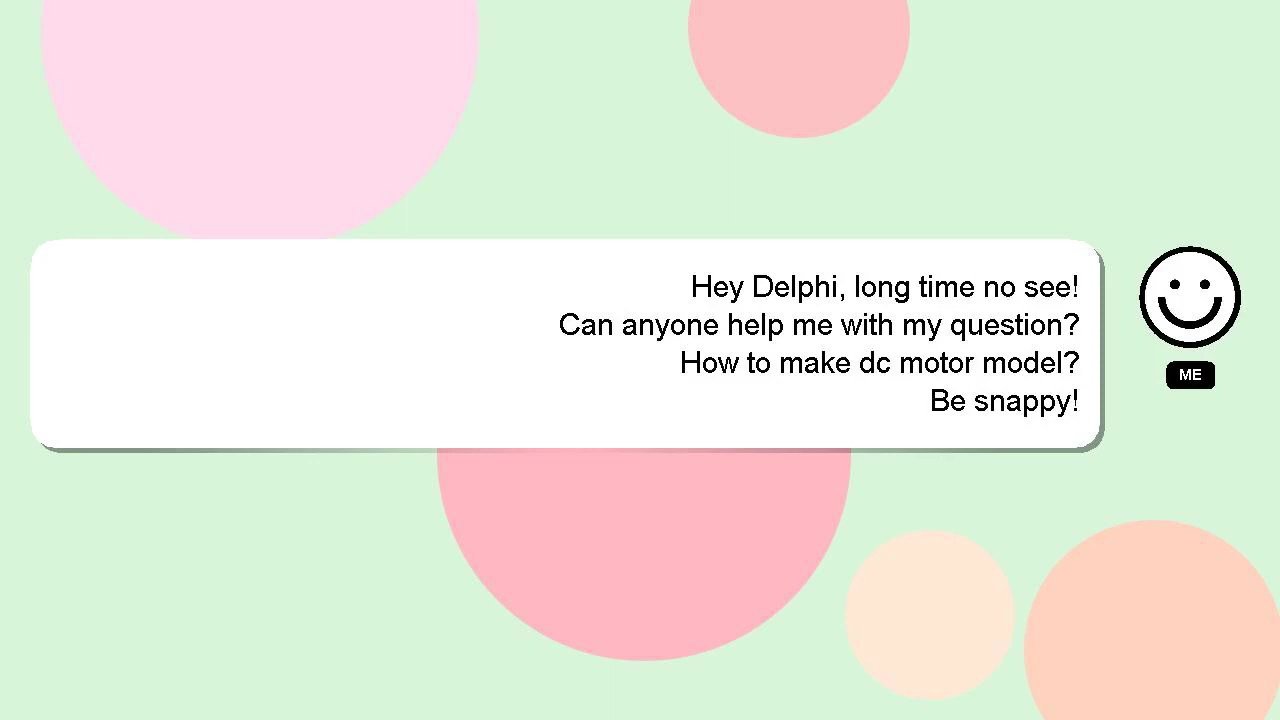 Hey Delphi, long time no see!
Can anyone help me with my question?
How to make dc motor model?
Be snappy!
ME